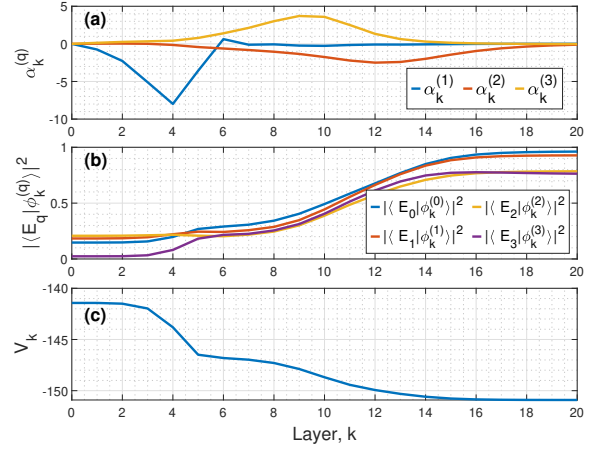 (a)
5
0
-5
-10
α_k^(q)
α_k^(1) α_k^(2) α_k^(3)
0 2 4 6 8 10 12 14 16 18 20
(b)
1
0.5
0
|⟨E_q|ϕ_k^(q)⟩|^2
|⟨ E_0|ϕ_k^(0)⟩|^2 |⟨ E_2|ϕ_k^(2)⟩|^2
|⟨ E_1|ϕ_k^(1)⟩|^2 |⟨ E_3|ϕ_k^(3)⟩|^2
0 2 4 6 8 10 12 14 16 18 20
(c)
-140
-145
-150
V_k
0 2 4 6 8 10 12 14 16 18 20
Layer, k